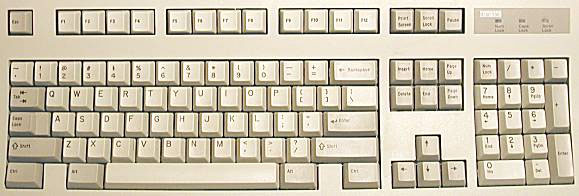 Esc F1 F2 F3 F4 F5 F6 F7 F8 F9 F10 F11 F12 Print Screen Scroll Lock Pause
Num Lock Caps Lock Scroll Lock
~ ` ! 1 @ 2 # 3 $ 4 % 5 ^ 6 & 7 * 8 ( 9 ) 0 _ - + = ← Backspace Insert Home Page Up Num Lock / * -
Tab Q W E R T Y U I O P { [ } ] | \ Delete End Page Down 7 Home 8 ↑ 9 PgUp +
Caps Lock A S D F G H J K L : ; " ' ↵ Enter 4 ← 5 6 →
⇧ Shift Z X C V B N M < , > . ? / ⇧ Shift ↑ 1 End 2 ↓ 3 PgDn Enter
Ctrl Alt Alt Ctrl ← ↓ → 0 Ins . Del